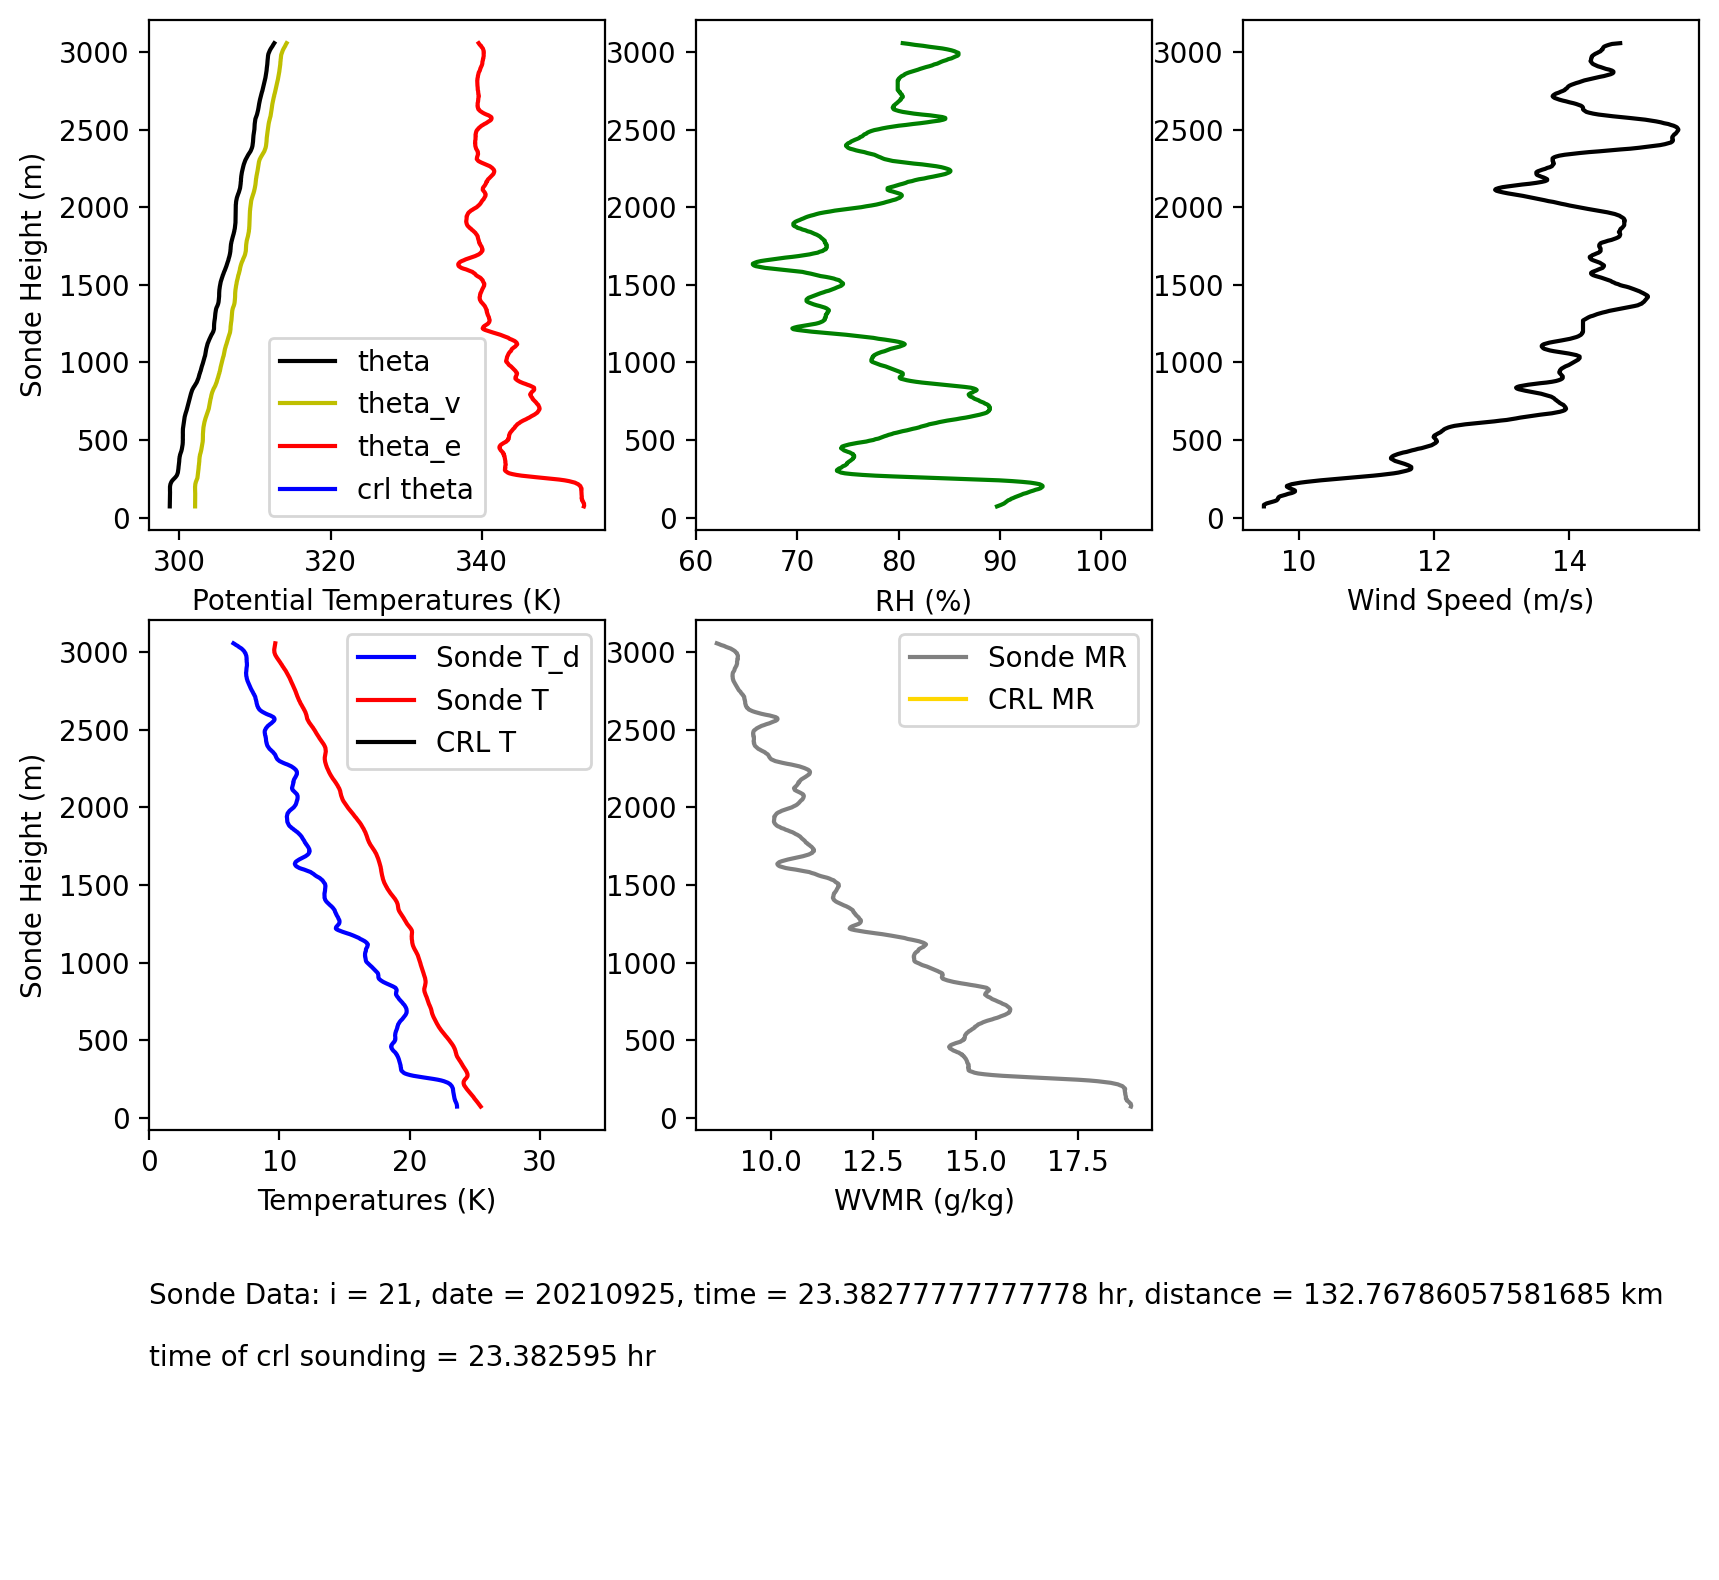 3000
2500
2000
1500
1000
500
0
Sonde Height (m)
theta
theta_v
theta_e
crl theta
300 320 340
Potential Temperatures (K)
3000
2500
2000
1500
1000
500
0
60 70 80 90 100
RH (%)
3000
2500
2000
1500
1000
500
0
10 12 14
Wind Speed (m/s)
3000
2500
2000
1500
1000
500
0
Sonde Height (m)
Sonde T_d
Sonde T
CRL T
0 10 20 30
Temperatures (K)
3000
2500
2000
1500
1000
500
0
Sonde MR
CRL MR
10.0 12.5 15.0 17.5
WVMR (g/kg)
Sonde Data: i = 21, date = 20210925, time = 23.38277777777778 hr, distance = 132.76786057581685 km
time of crl sounding = 23.382595 hr